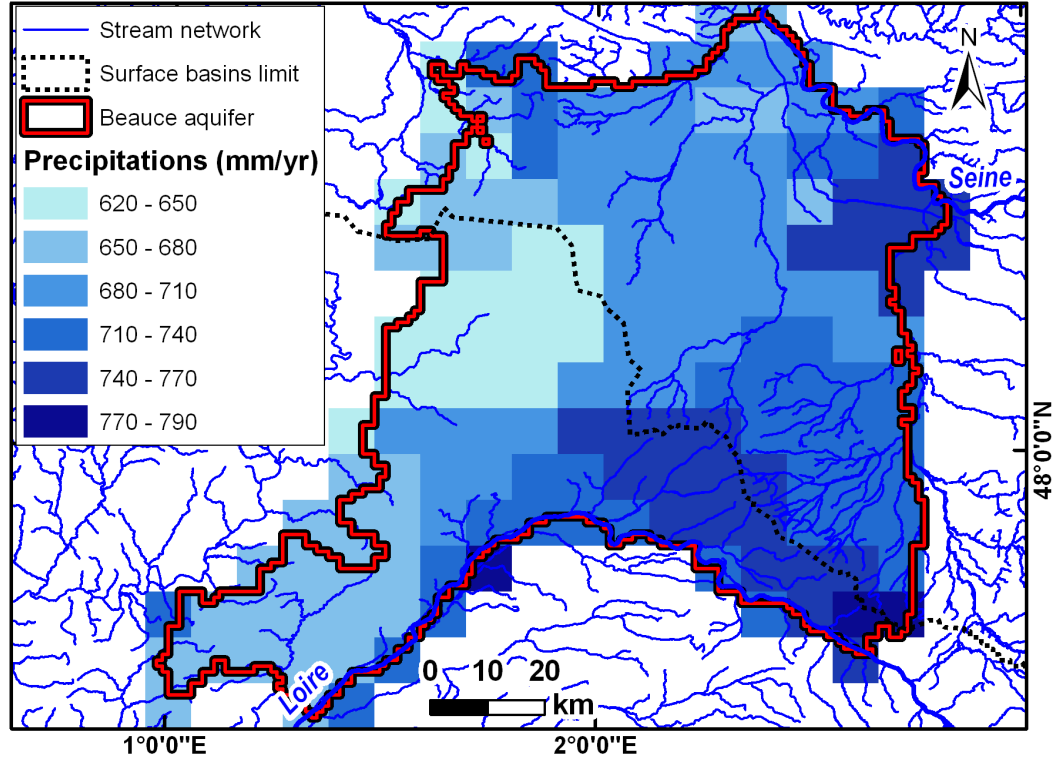 Stream network
Surface basins limit
Beauce aquifer
Precipitations (mm/yr)
620 - 650
650 - 680
680 - 710
710 - 740
740 - 770
770 - 790
N
Seine
48°0'0"N
Loire
0 10 20
km
1°0'0"E
2°0'0"E